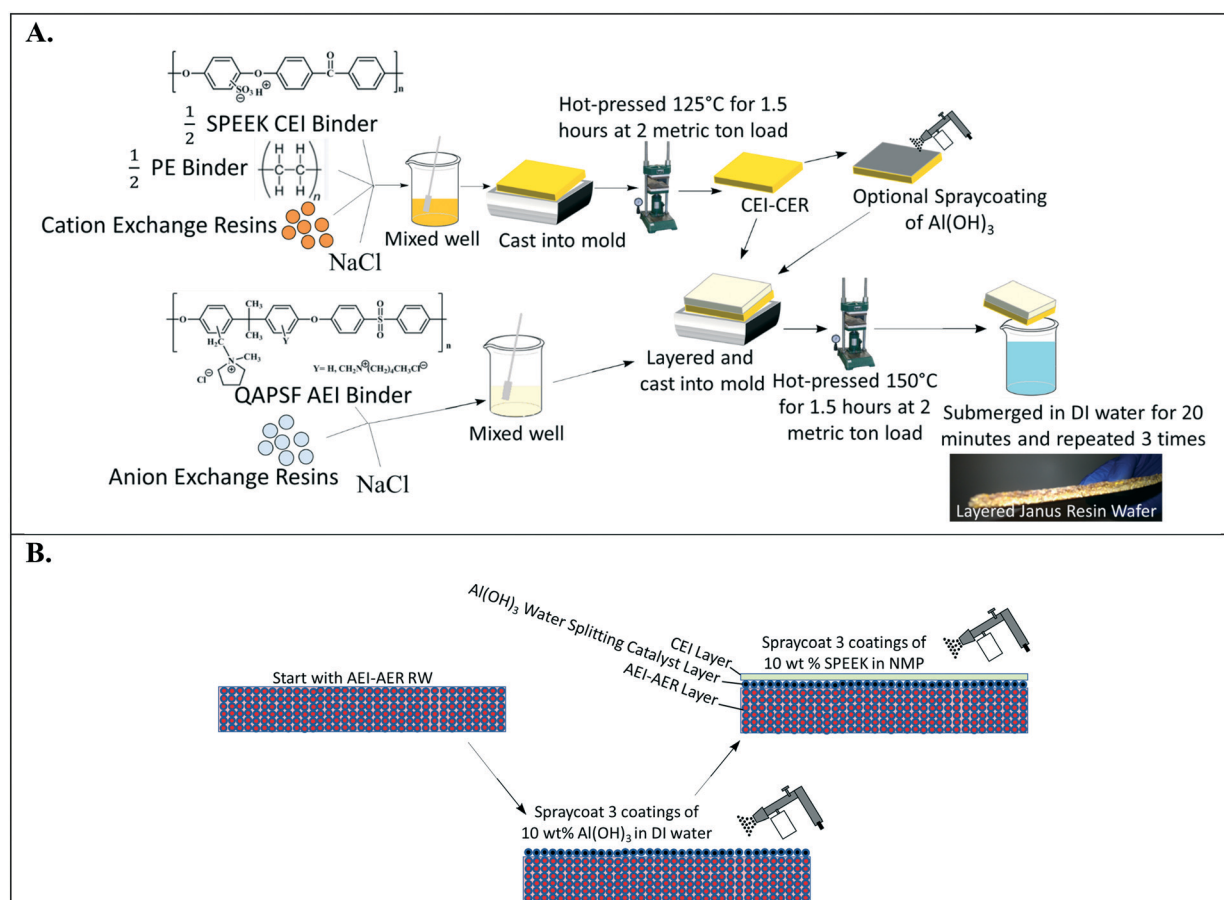 A.
O
O
C
O
n
SO₃H⊕
⊖
1/2 SPEEK CEI Binder
1/2 PE Binder
H H
C C
H H
n
Cation Exchange Resins
NaCl
Mixed well
Cast into mold
Hot-pressed 125°C for 1.5
hours at 2 metric ton load
CEI-CER
Optional Spraycoating
of Al(OH)₃
CH₃
CH₃
O
O
S
O
O
n
H₂C
Y
N
⊕
CH₃
Cl⊖
Y= H, CH₂N⊕(CH₂)₄CH₃Cl⊖
QAPSF AEI Binder
Anion Exchange Resins
NaCl
Mixed well
Layered and
cast into mold
Hot-pressed 150°C
for 1.5 hours at 2
metric ton load
Submerged in DI water for 20
minutes and repeated 3 times
Layered Janus Resin Wafer
B.
Start with AEI-AER RW
Spraycoat 3 coatings of
10 wt% Al(OH)₃ in DI water
Al(OH)₃ Water Splitting Catalyst Layer
CEI Layer
AEI-AER Layer
Spraycoat 3 coatings of
10 wt % SPEEK in NMP